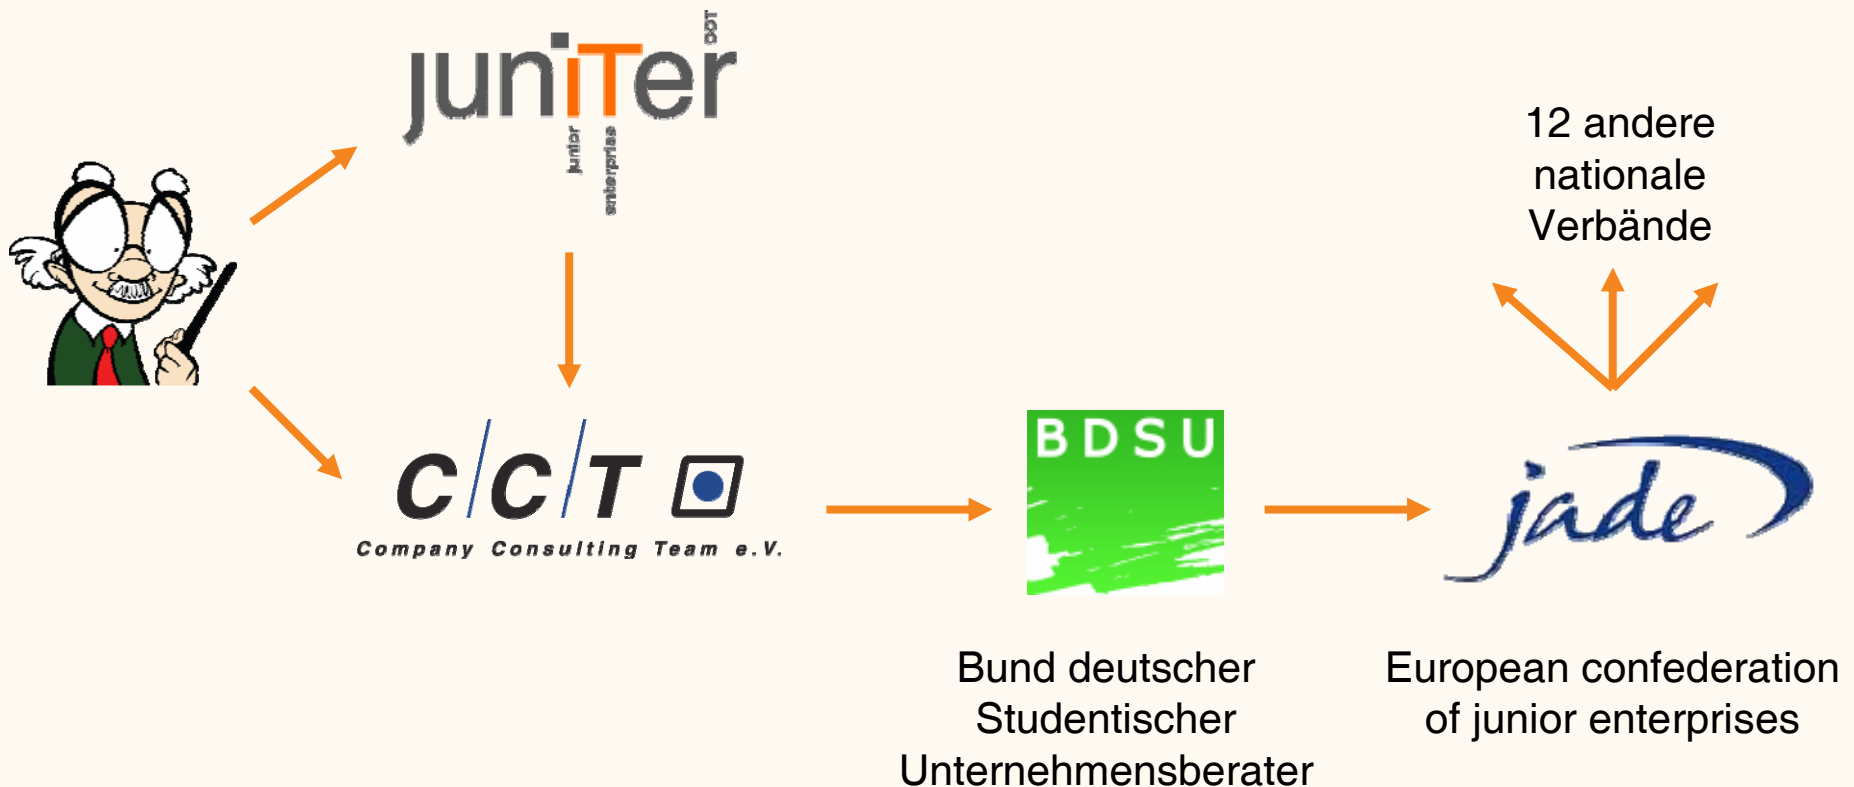 juniTer
CCT
junior
enterprise
12 andere
nationale
Verbände
C/C/T
Company Consulting Team e.V.
BDSU
jade
Bund deutscher
Studentischer
Unternehmensberater
European confederation
of junior enterprises